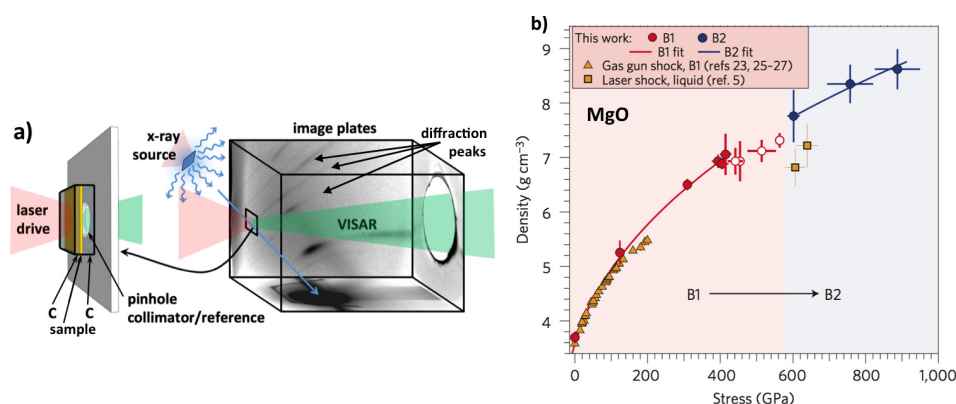 a)
x-ray
source
image plates
diffraction
peaks
laser
drive
VISAR
C
C
sample
pinhole
collimator/reference
b)
This work: B1 B2
B1 fit B2 fit
Gas gun shock, B1 (refs 23, 25–27)
Laser shock, liquid (ref. 5)
MgO
B1 B2
Density (g cm⁻³)
9
8
7
6
5
4
0 200 400 600 800 1,000
Stress (GPa)